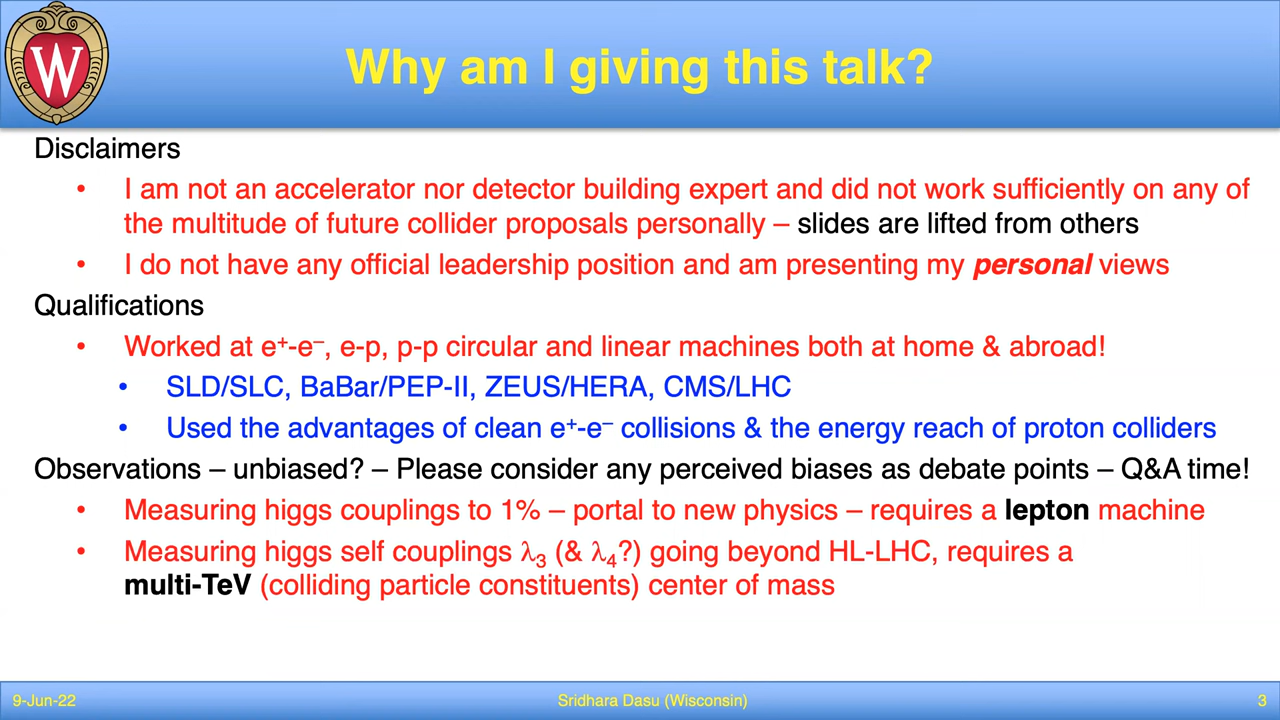 W
Why am I giving this talk?
Disclaimers
• I am not an accelerator nor detector building expert and did not work sufficiently on any of
the multitude of future collider proposals personally – slides are lifted from others
• I do not have any official leadership position and am presenting my personal views
Qualifications
• Worked at e⁺-e⁻, e-p, p-p circular and linear machines both at home & abroad!
• SLD/SLC, BaBar/PEP-II, ZEUS/HERA, CMS/LHC
• Used the advantages of clean e⁺-e⁻ collisions & the energy reach of proton colliders
Observations – unbiased? – Please consider any perceived biases as debate points – Q&A time!
• Measuring higgs couplings to 1% – portal to new physics – requires a lepton machine
• Measuring higgs self couplings λ₃ (& λ₄?) going beyond HL-LHC, requires a
multi-TeV (colliding particle constituents) center of mass
9-Jun-22
Sridhara Dasu (Wisconsin)
3